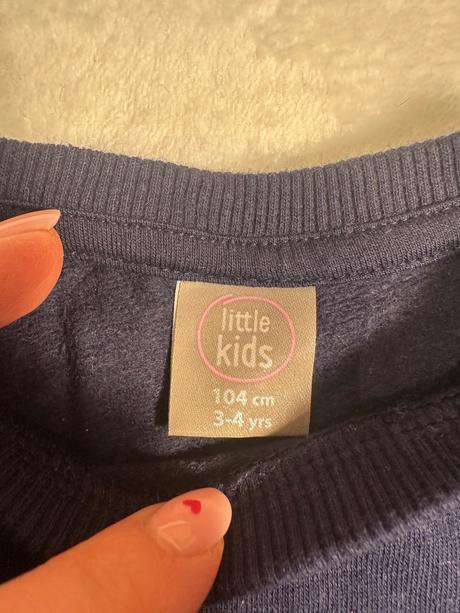 little
kids
104 cm
3-4 yrs